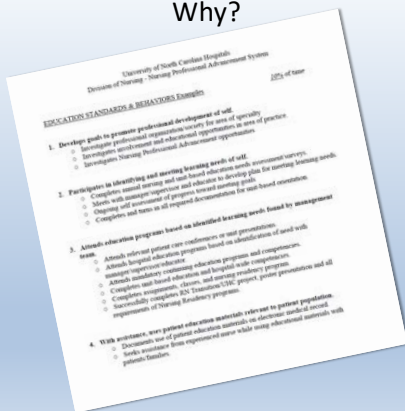 Why?
University of North Carolina Hospitals
Division of Nursing - Nursing Professional Advancement System
EDUCATION STANDARDS & BEHAVIORS Examples
10% of time
1. Develops goals to promote professional development of self.
Investigates professional organization/society for area of specialty
Investigates involvement and educational opportunities in area of practice.
Investigates Nursing Professional Advancement opportunities
2. Participates in identifying and meeting learning needs of self.
Completes annual nursing and unit-based education needs assessment/surveys.
Meets with manager/supervisor and educator to develop plan for meeting learning needs
Ongoing self assessment of progress toward meeting goals.
Completes and turns in all required documentation for unit-based orientation.
3. Attends education programs based on identified learning needs found by management
team.
Attends relevant patient care conferences or unit presentations
Attends hospital education programs based on identification of need with
manager/supervisor/educator.
Attends mandatory continuing education programs and competencies.
Completes unit-based education and hospital-wide competencies.
Completes assignments, classes, and nursing residency program.
Successfully completes RN Transition/UHC project, poster presentation and all
requirements of Nursing Residency programs.
4. With assistance, uses patient education materials relevant to patient population.
Documents use of patient education materials on electronic medical record
Seeks assistance from experienced nurse while using educational materials with
patients/families.